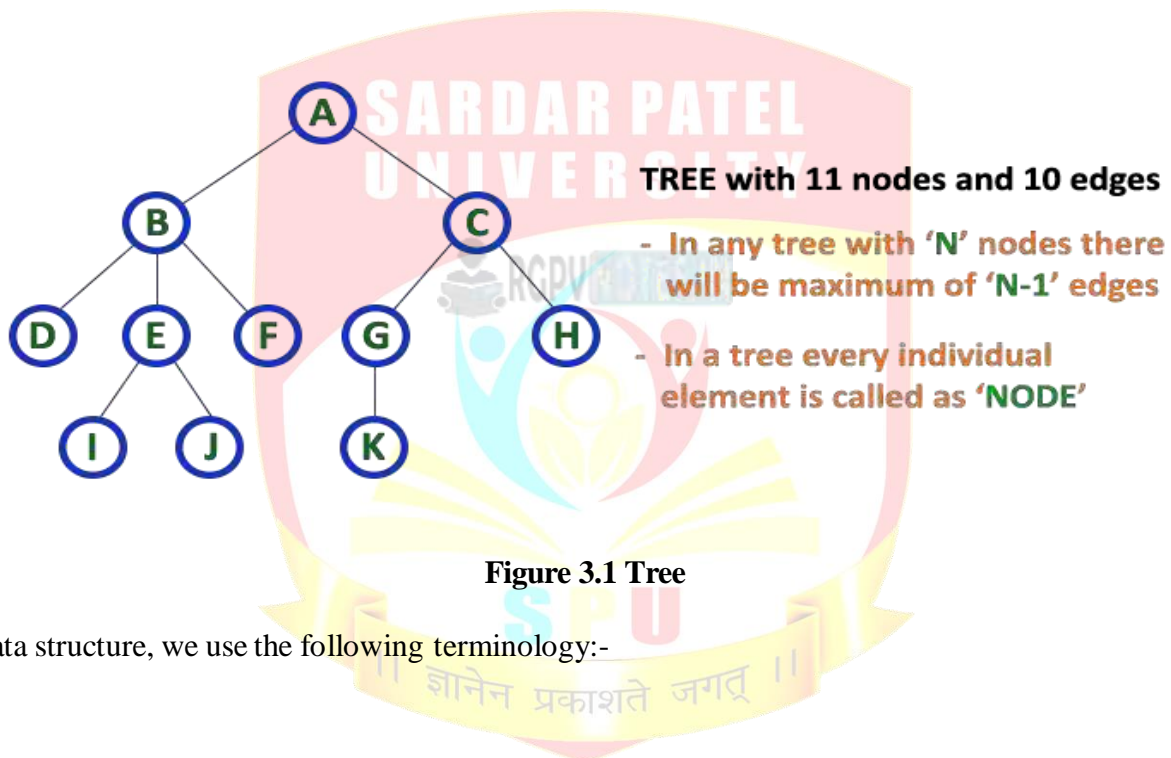 SARDAR PATEL
UNIVERSITY
A
B
C
D
E
F
G
H
I
J
K
TREE with 11 nodes and 10 edges
- In any tree with ‘N’ nodes there
will be maximum of ‘N-1’ edges
- In a tree every individual
element is called as ‘NODE’
RGPV
Figure 3.1 Tree
SPU
ata structure, we use the following terminology:-
॥ ज्ञानेन प्रकाशते जगत् ॥